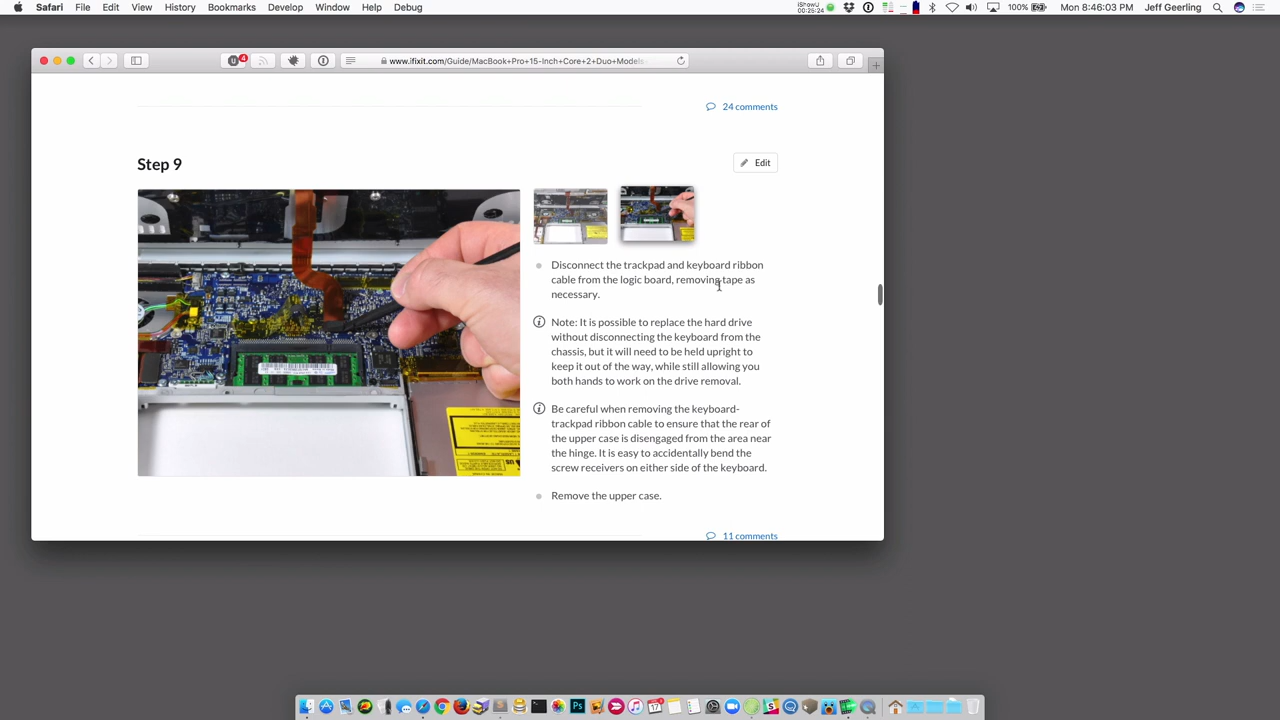 Safari File Edit View History Bookmarks Develop Window Help Debug
iShowU
00:25:24
100%
Mon 8:46:03 PM
Jeff Geerling
www.ifixit.com/Guide/MacBook+Pro+15-Inch+Core+2+Duo+Models
24 comments
Step 9
Edit
Disconnect the trackpad and keyboard ribbon
cable from the logic board, removing tape as
necessary.
Note: It is possible to replace the hard drive
without disconnecting the keyboard from the
chassis, but it will need to be held upright to
keep it out of the way, while still allowing you
both hands to work on the drive removal.
Be careful when removing the keyboard-
trackpad ribbon cable to ensure that the rear of
the upper case is disengaged from the area near
the hinge. It is easy to accidentally bend the
screw receivers on either side of the keyboard.
Remove the upper case.
11 comments